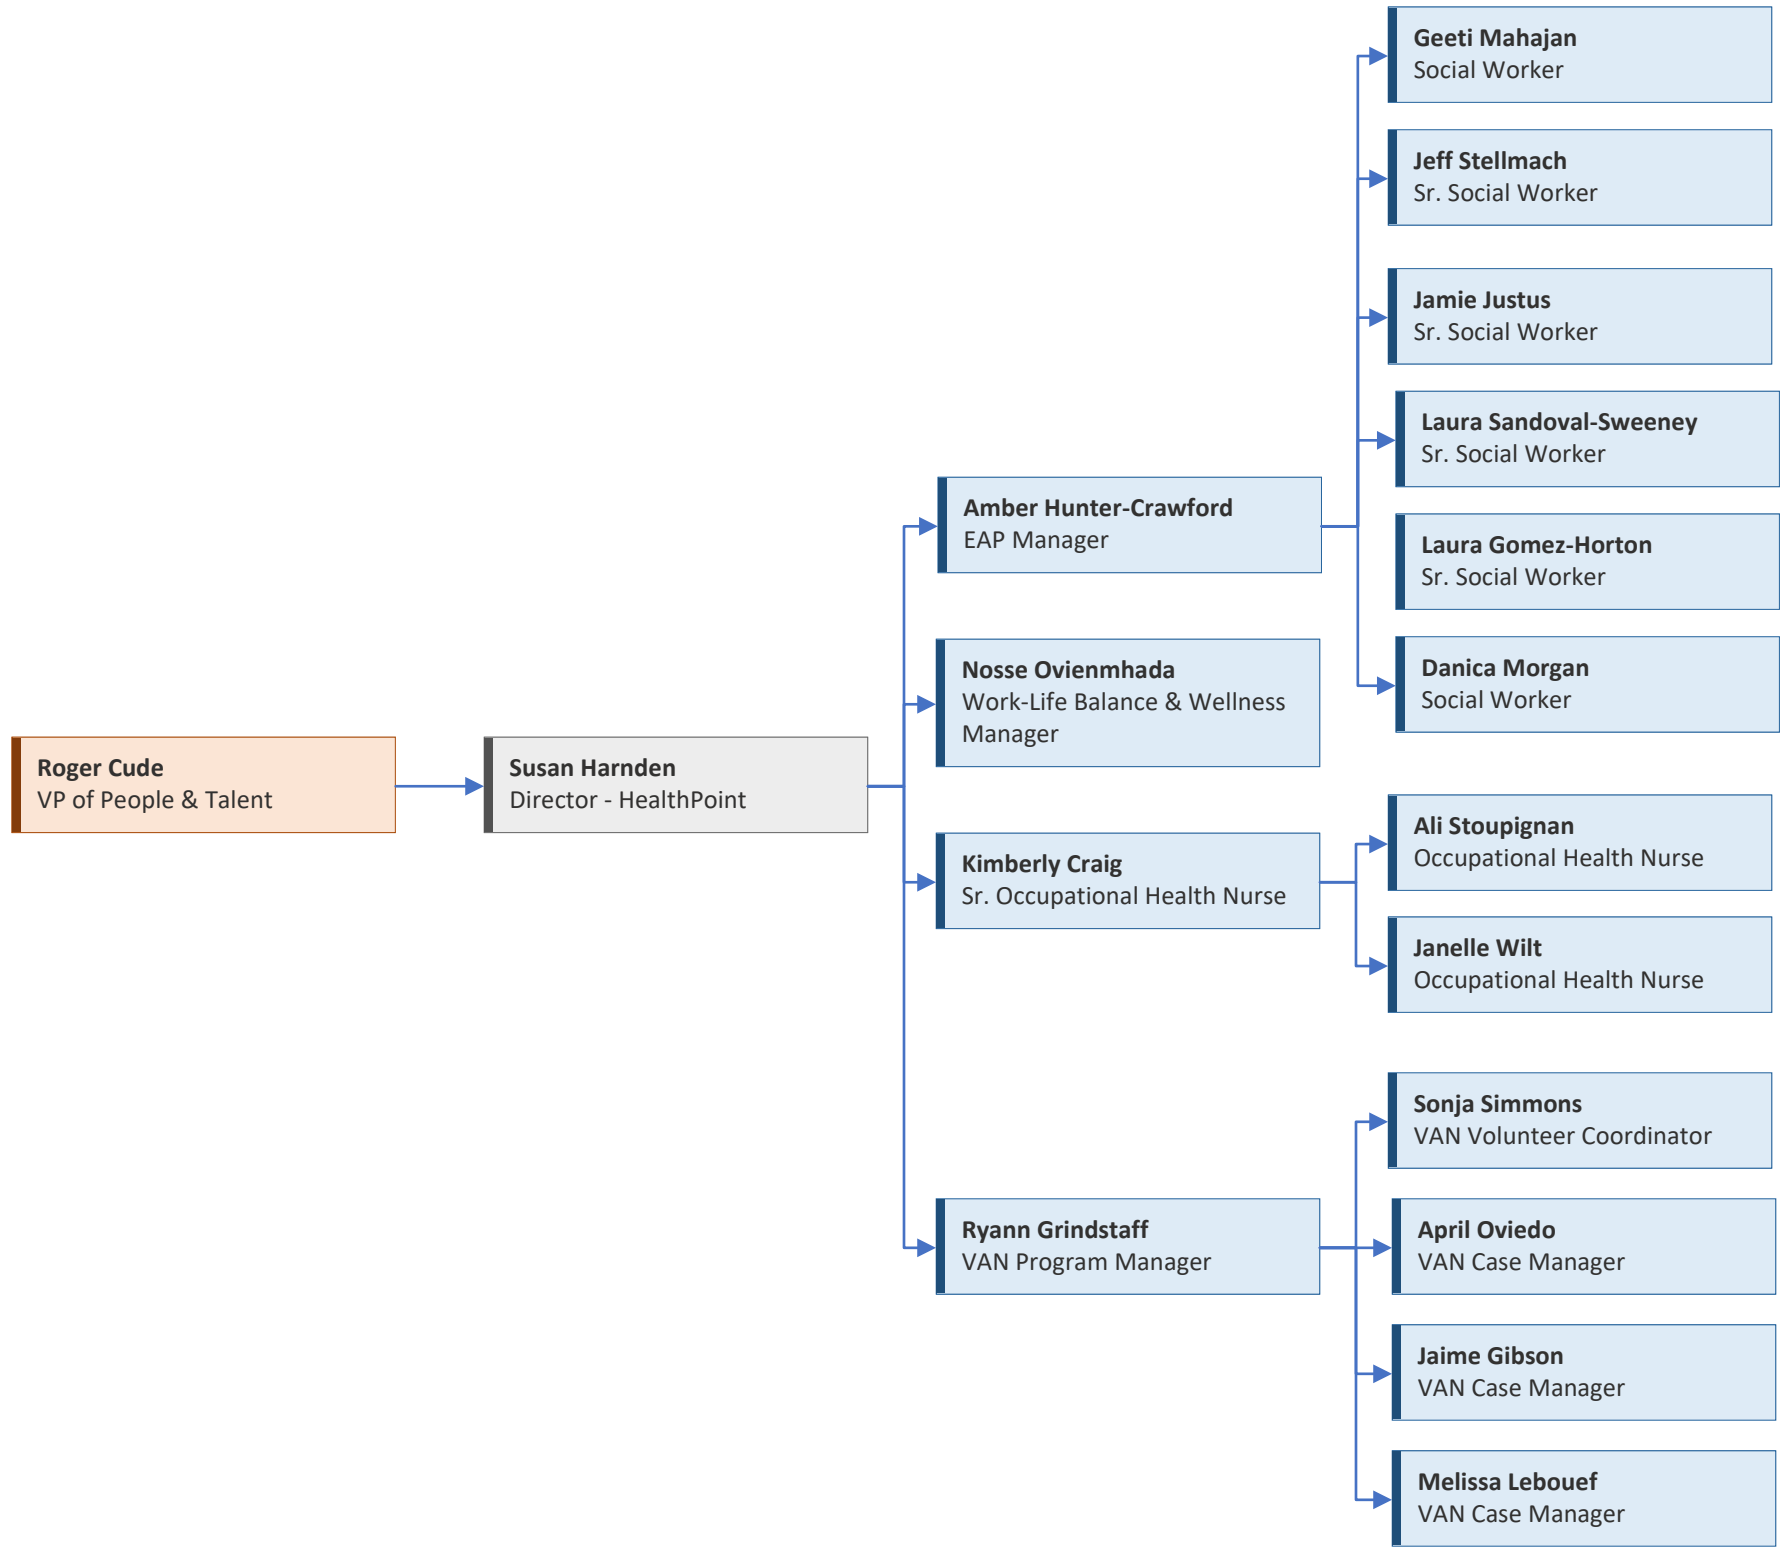 Geeti Mahajan
Social Worker
Jeff Stellmach
Sr. Social Worker
Jamie Justus
Sr. Social Worker
Laura Sandoval-Sweeney
Sr. Social Worker
Amber Hunter-Crawford
EAP Manager
Laura Gomez-Horton
Sr. Social Worker
Nosse Ovienmhada
Work-Life Balance & Wellness
Manager
Danica Morgan
Social Worker
Roger Cude
VP of People & Talent
Susan Harnden
Director - HealthPoint
Ali Stoupignan
Occupational Health Nurse
Kimberly Craig
Sr. Occupational Health Nurse
Janelle Wilt
Occupational Health Nurse
Sonja Simmons
VAN Volunteer Coordinator
Ryann Grindstaff
VAN Program Manager
April Oviedo
VAN Case Manager
Jaime Gibson
VAN Case Manager
Melissa Lebouef
VAN Case Manager